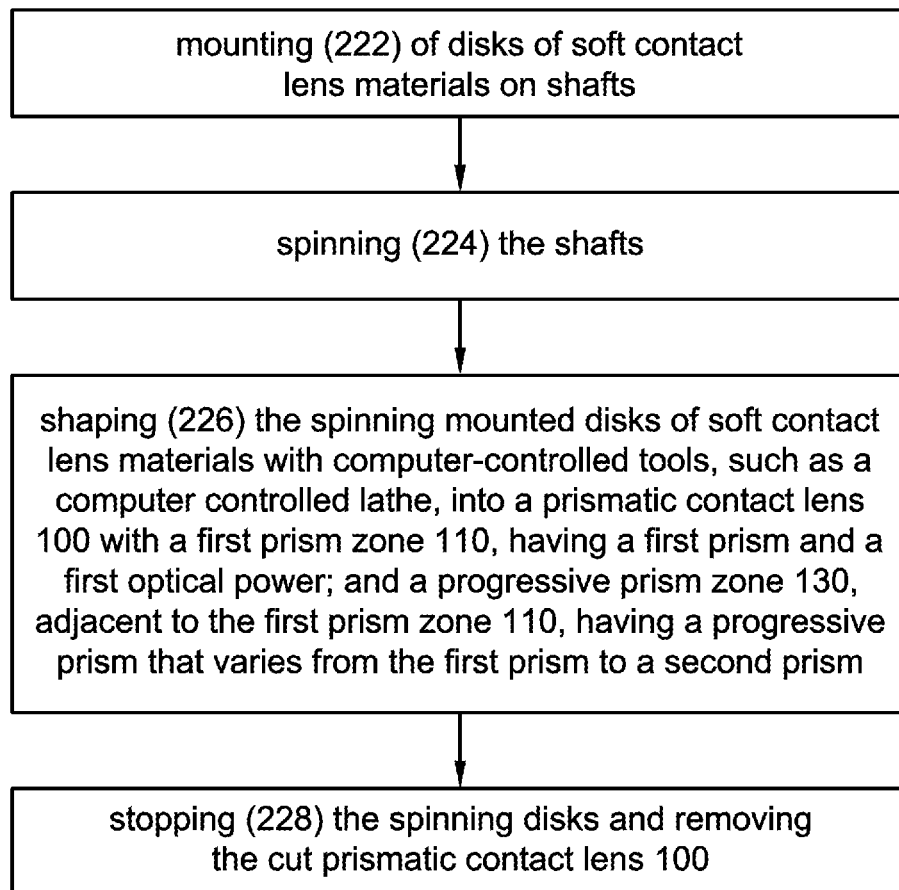 mounting (222) of disks of soft contact
lens materials on shafts
spinning (224) the shafts
shaping (226) the spinning mounted disks of soft contact
lens materials with computer-controlled tools, such as a
computer controlled lathe, into a prismatic contact lens
100 with a first prism zone 110, having a first prism and a
first optical power; and a progressive prism zone 130,
adjacent to the first prism zone 110, having a progressive
prism that varies from the first prism to a second prism
stopping (228) the spinning disks and removing
the cut prismatic contact lens 100